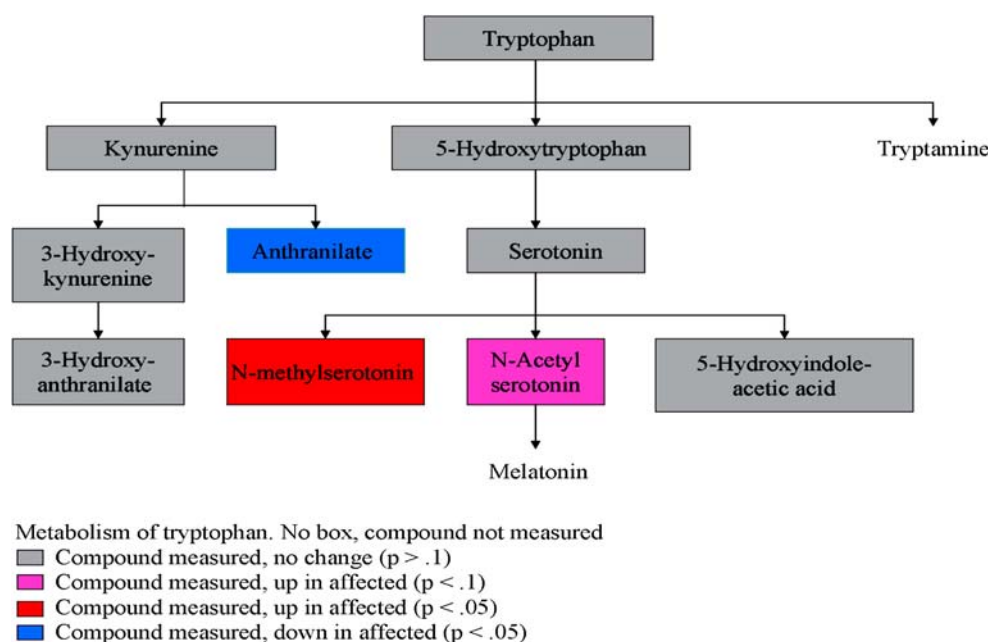 Tryptophan
Kynurenine
5-Hydroxytryptophan
Tryptamine
3-Hydroxy-
kynurenine
Anthranilate
Serotonin
3-Hydroxy-
anthranilate
N-methylserotonin
N-Acetyl
serotonin
5-Hydroxyindole-
acetic acid
Melatonin
Metabolism of tryptophan. No box, compound not measured
Compound measured, no change (p > .1)
Compound measured, up in affected (p < .1)
Compound measured, up in affected (p < .05)
Compound measured, down in affected (p < .05)